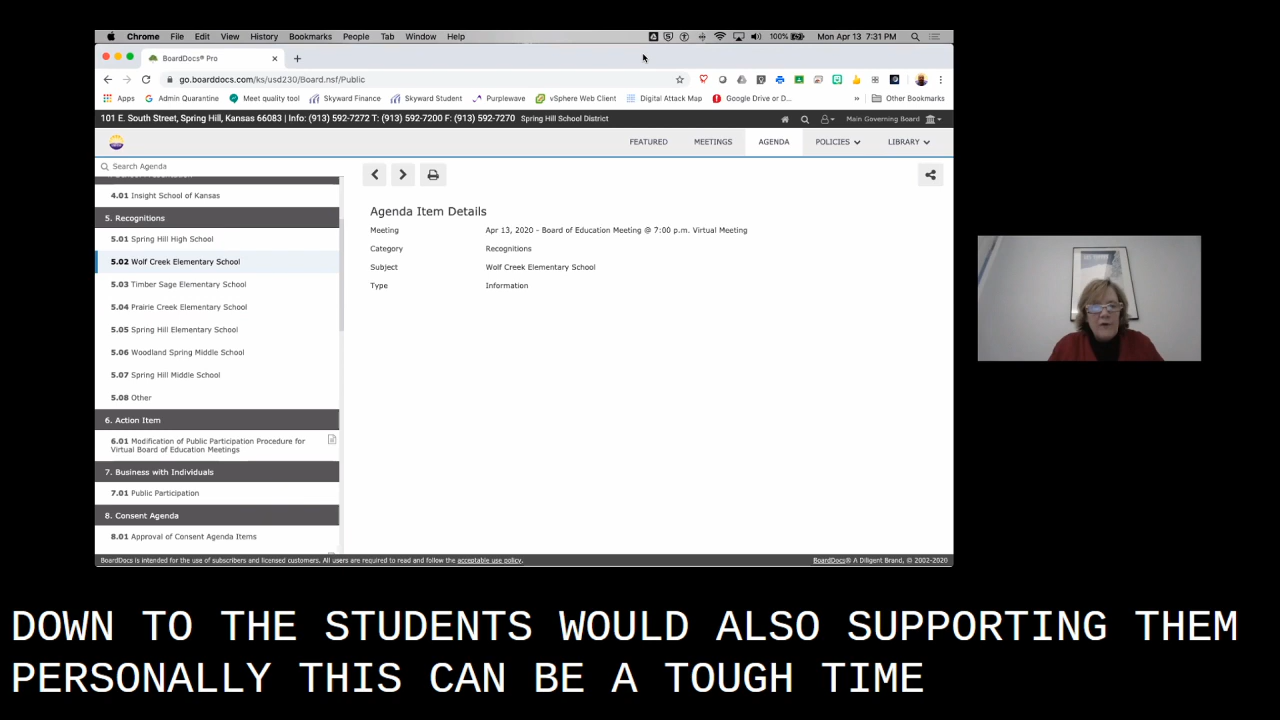 Chrome File Edit View History Bookmarks People Tab Window Help 100% Mon Apr 13 7:31 PM
BoardDocs® Pro
go.boarddocs.com/ks/usd230/Board.nsf/Public
Apps Admin Quarantine Meet quality tool Skyward Finance Skyward Student Purplewave vSphere Web Client Digital Attack Map Google Drive or D... » Other Bookmarks
101 E. South Street, Spring Hill, Kansas 66083 | Info: (913) 592-7272 T: (913) 592-7200 F: (913) 592-7270 Spring Hill School District Main Governing Board
FEATURED MEETINGS AGENDA POLICIES LIBRARY
Search Agenda
4.01 Insight School of Kansas
5. Recognitions
5.01 Spring Hill High School
5.02 Wolf Creek Elementary School
5.03 Timber Sage Elementary School
5.04 Prairie Creek Elementary School
5.05 Spring Hill Elementary School
5.06 Woodland Spring Middle School
5.07 Spring Hill Middle School
5.08 Other
6. Action Item
6.01 Modification of Public Participation Procedure for
Virtual Board of Education Meetings
7. Business with Individuals
7.01 Public Participation
8. Consent Agenda
8.01 Approval of Consent Agenda Items
Agenda Item Details
Meeting Apr 13, 2020 - Board of Education Meeting @ 7:00 p.m. Virtual Meeting
Category Recognitions
Subject Wolf Creek Elementary School
Type Information
BoardDocs is intended for the use of subscribers and licensed customers. All users are required to read and follow the acceptable use policy. BoardDocs® A Diligent Brand, © 2002-2020
DOWN TO THE STUDENTS WOULD ALSO SUPPORTING THEM
PERSONALLY THIS CAN BE A TOUGH TIME